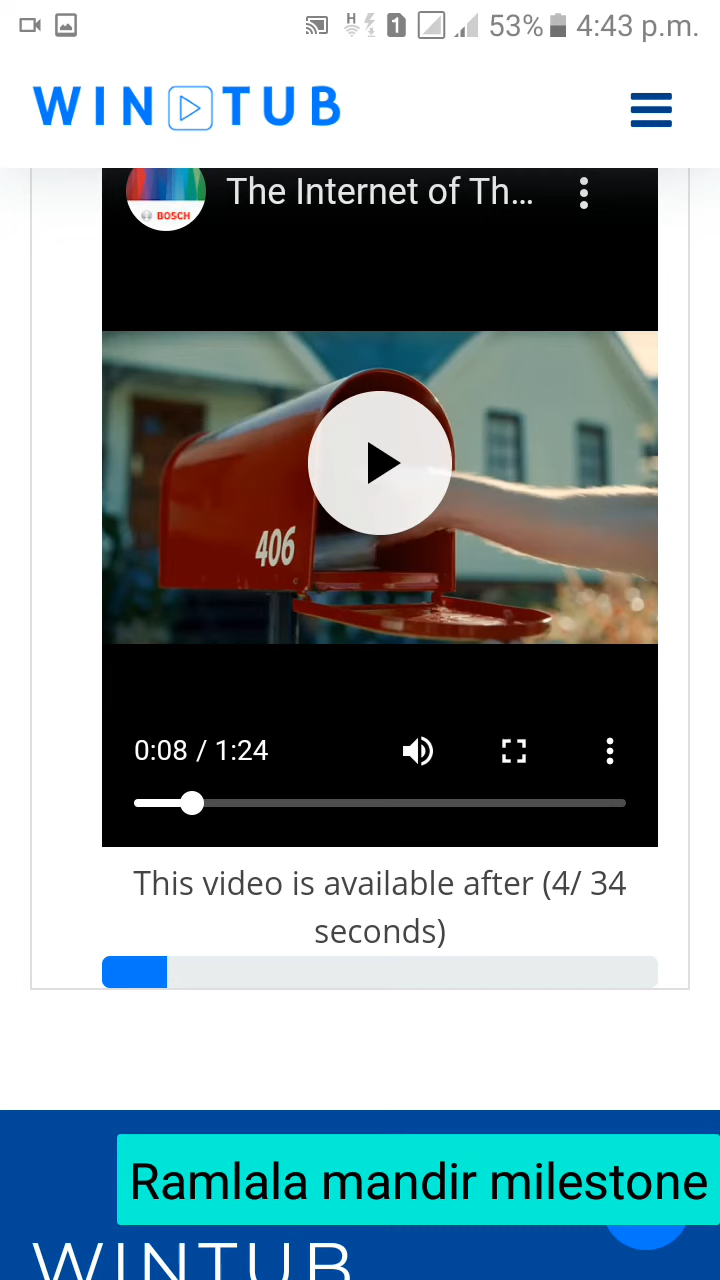 H 1 53% 4:43 p.m.
WIN TUB
BOSCH The Internet of Th...
406
0:08 / 1:24
This video is available after (4/ 34
seconds)
Ramlala mandir milestone
WINTUB